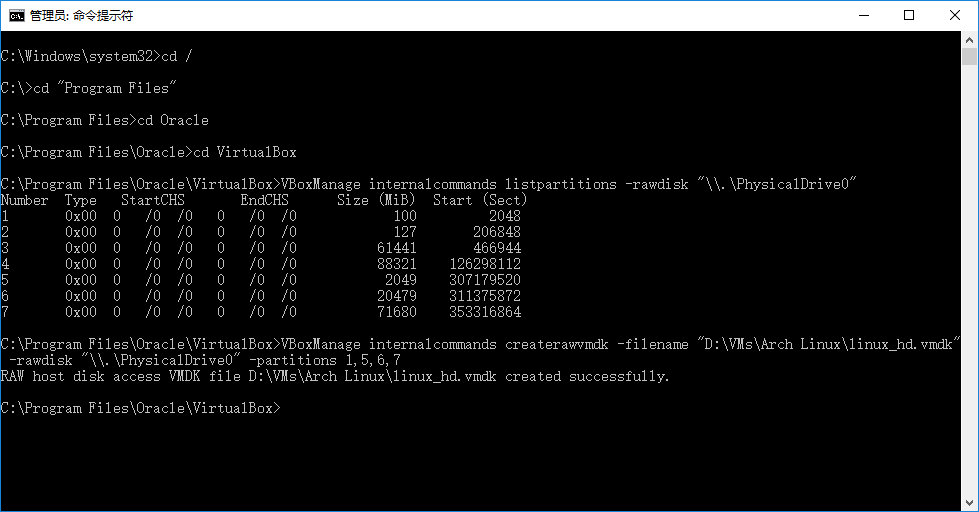 管理员: 命令提示符
C:\Windows\system32>cd /
C:\>cd "Program Files"
C:\Program Files>cd Oracle
C:\Program Files\Oracle>cd VirtualBox
C:\Program Files\Oracle\VirtualBox>VBoxManage internalcommands listpartitions -rawdisk "\\.\PhysicalDrive0"
Number  Type   StartCHS       EndCHS      Size (MiB)  Start (Sect)
1       0x00  0   /0  /0   0   /0  /0            100         2048
2       0x00  0   /0  /0   0   /0  /0            127       206848
3       0x00  0   /0  /0   0   /0  /0          61441       466944
4       0x00  0   /0  /0   0   /0  /0          88321    126298112
5       0x00  0   /0  /0   0   /0  /0           2049    307179520
6       0x00  0   /0  /0   0   /0  /0          20479    311375872
7       0x00  0   /0  /0   0   /0  /0          71680    353316864
C:\Program Files\Oracle\VirtualBox>VBoxManage internalcommands createrawvmdk -filename "D:\VMs\Arch Linux\linux_hd.vmdk"
 -rawdisk "\\.\PhysicalDrive0" -partitions 1,5,6,7
RAW host disk access VMDK file D:\VMs\Arch Linux\linux_hd.vmdk created successfully.
C:\Program Files\Oracle\VirtualBox>